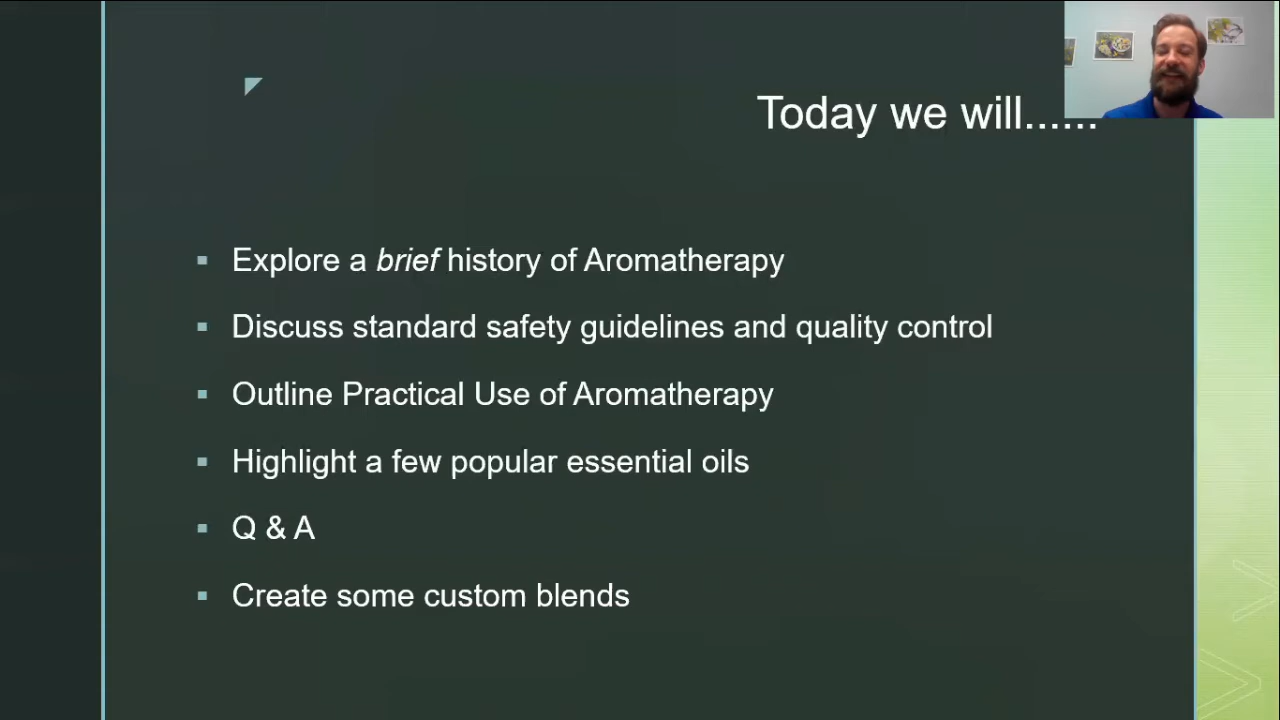 Today we will......
Explore a brief history of Aromatherapy
Discuss standard safety guidelines and quality control
Outline Practical Use of Aromatherapy
Highlight a few popular essential oils
Q & A
Create some custom blends